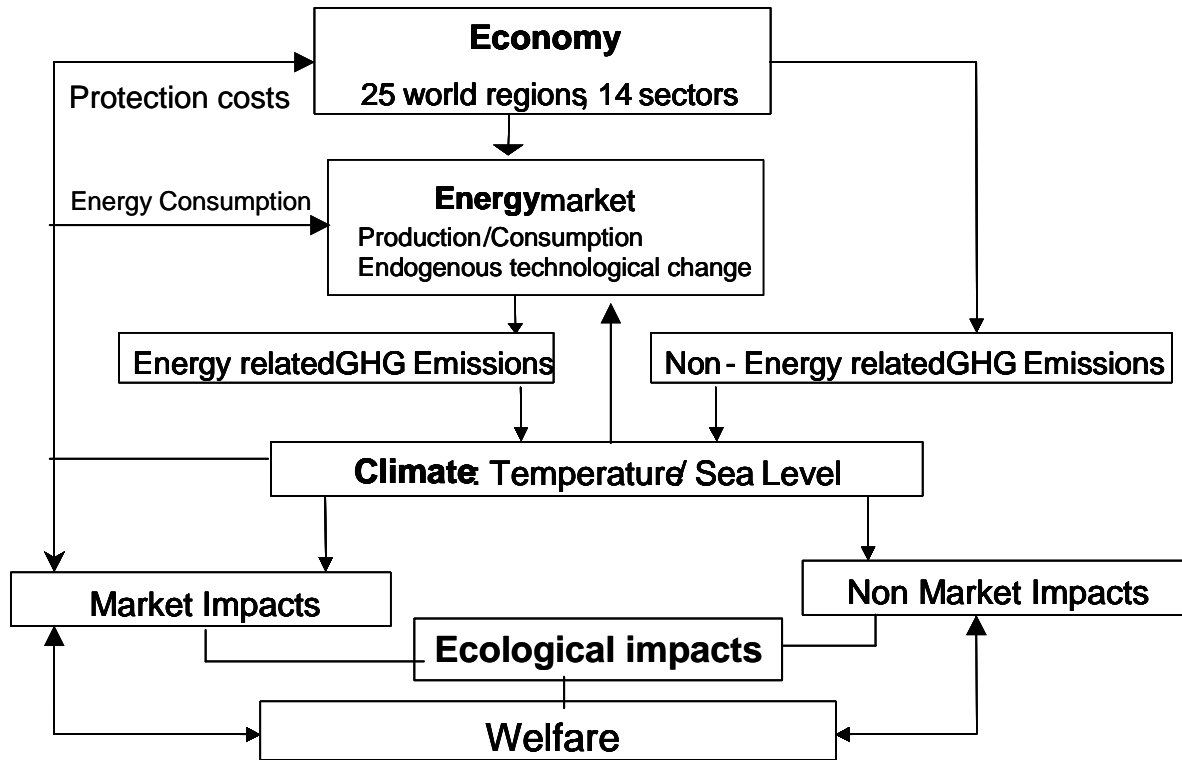 Economy
25 world regions, 14 sectors
Protection costs
Energy Consumption
Energymarket
Production/Consumption
Endogenous technological change
Energy relatedGHG Emissions
Non - Energy relatedGHG Emissions
Climate: Temperature/ Sea Level
Market Impacts
Non Market Impacts
Ecological impacts
Welfare